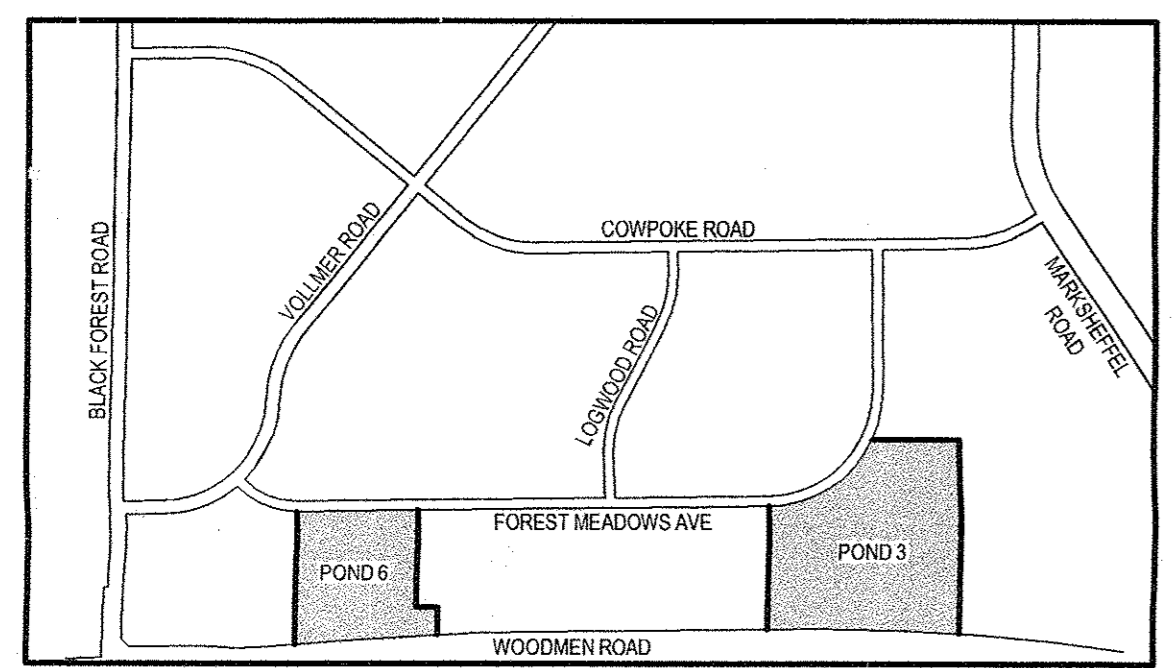 COWPOKE ROAD
BLACK FOREST ROAD
VOLLMER ROAD
MARKSHEFFEL
ROAD
LOGWOOD ROAD
FOREST MEADOWS AVE
POND 3
POND 6
WOODMEN ROAD